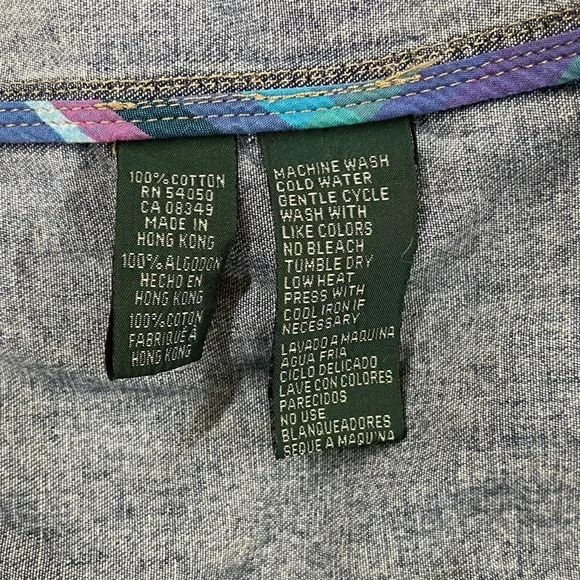 100% COTTON
RN 54050
CA 08349
MADE IN
HONG KONG
100% ALGODON
HECHO EN
HONG KONG
100% COTON
FABRIQUE A
HONG KONG
MACHINE WASH
COLD WATER
GENTLE CYCLE
WASH WITH
LIKE COLORS
NO BLEACH
TUMBLE DRY
LOW HEAT
PRESS WITH
COOL IRON IF
NECESSARY
LAVADO A MAQUINA
AGUA FRIA
CICLO DELICADO
LAVE CON COLORES
PARECIDOS
NO USE
BLANQUEADORES
SEQUE A MAQUINA